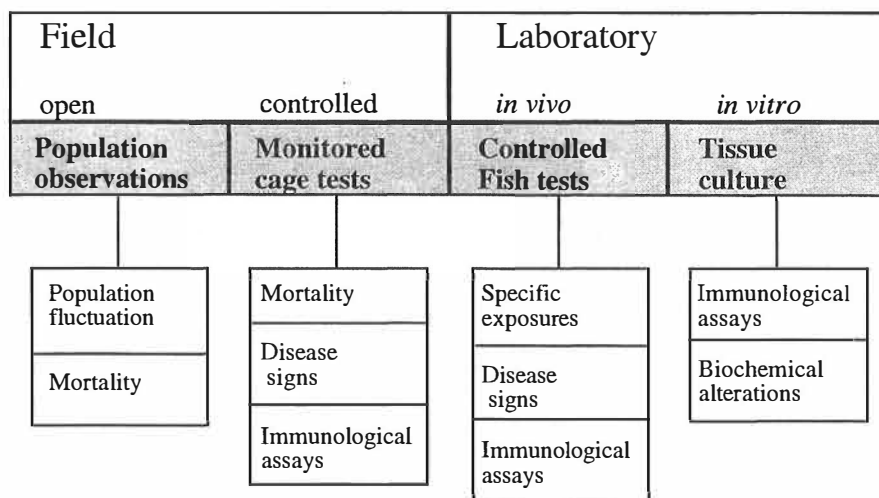 Field
Laboratory
open
controlled
in vivo
in vitro
Population
observations
Monitored
cage tests
Controlled
Fish tests
Tissue
culture
Population
fluctuation
Mortality
Mortality
Disease
signs
Immunological
assays
Specific
exposures
Disease
signs
Immunological
assays
Immunological
assays
Biochemical
alterations